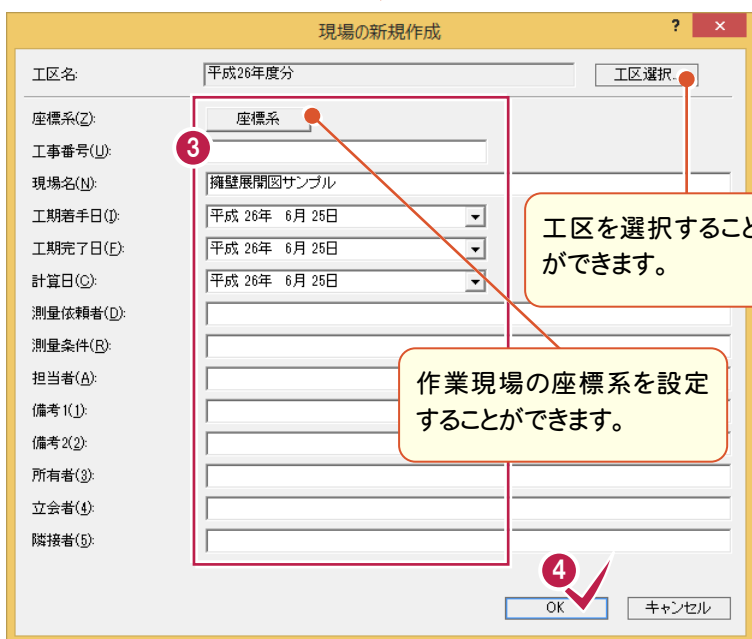 現場の新規作成 ? ×
工区名: 平成26年度分 工区選択...
座標系(Z): 座標系
3
工事番号(U):
現場名(N): 擁壁展開図サンプル
工期着手日(I): 平成 26年 6月 25日
工期完了日(F): 平成 26年 6月 25日
計算日(C): 平成 26年 6月 25日
工区を選択すること
ができます。
測量依頼者(D):
測量条件(R):
担当者(A):
作業現場の座標系を設定
することができます。
備考1(1):
備考2(2):
所有者(3):
立会者(4):
隣接者(5):
4
OK キャンセル